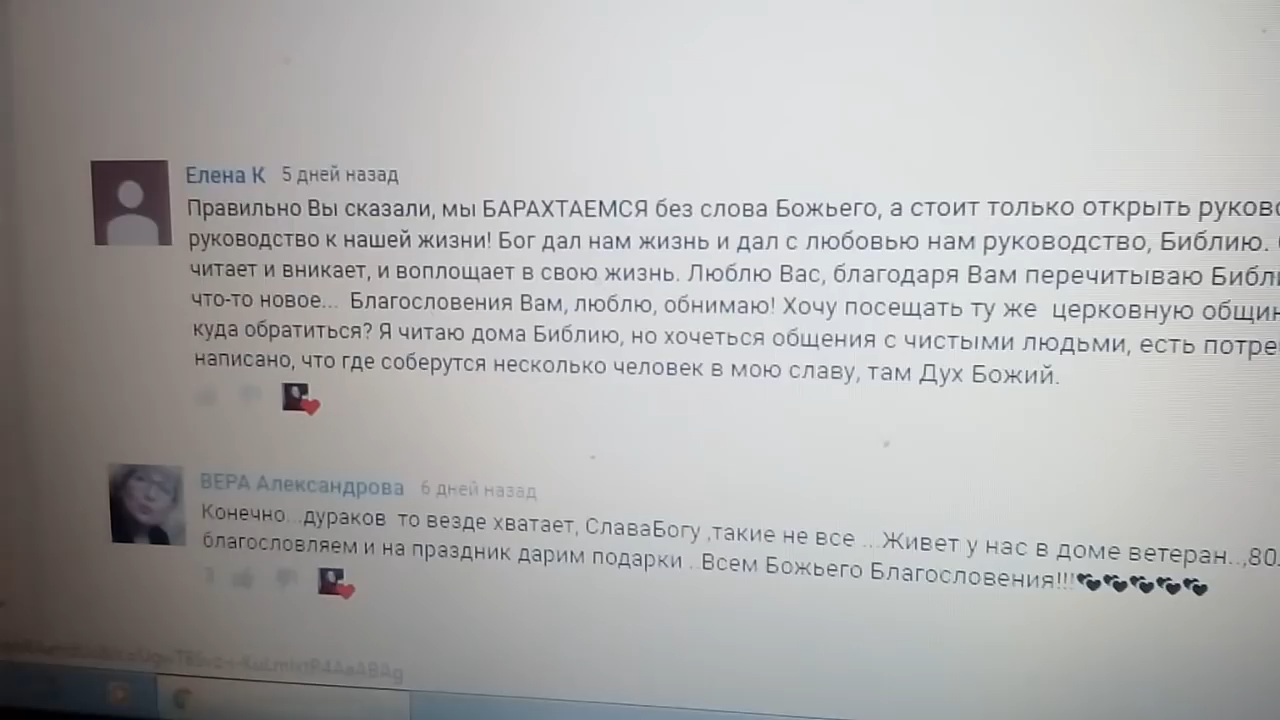 Елена К 5 дней назад
Правильно Вы сказали, мы БАРАХТАЕМСЯ без слова Божьего, а стоит только открыть руково
руководство к нашей жизни! Бог дал нам жизнь и дал с любовью нам руководство, Библию.
читает и вникает, и воплощает в свою жизнь. Люблю Вас, благодаря Вам перечитываю Библи
что-то новое... Благословения Вам, люблю, обнимаю! Хочу посещать ту же церковную общин
куда обратиться? Я читаю дома Библию, но хочеться общения с чистыми людьми, есть потре
написано, что где соберутся несколько человек в мою славу, там Дух Божий.
ВЕРА Александрова 6 дней назад
Конечно...дураков то везде хватает, СлаваБогу ,такие не все ...Живет у нас в доме ветеран..,80
благословляем и на праздник дарим подарки ..Всем Божьего Благословения!!!💕💕💕💕💕
3